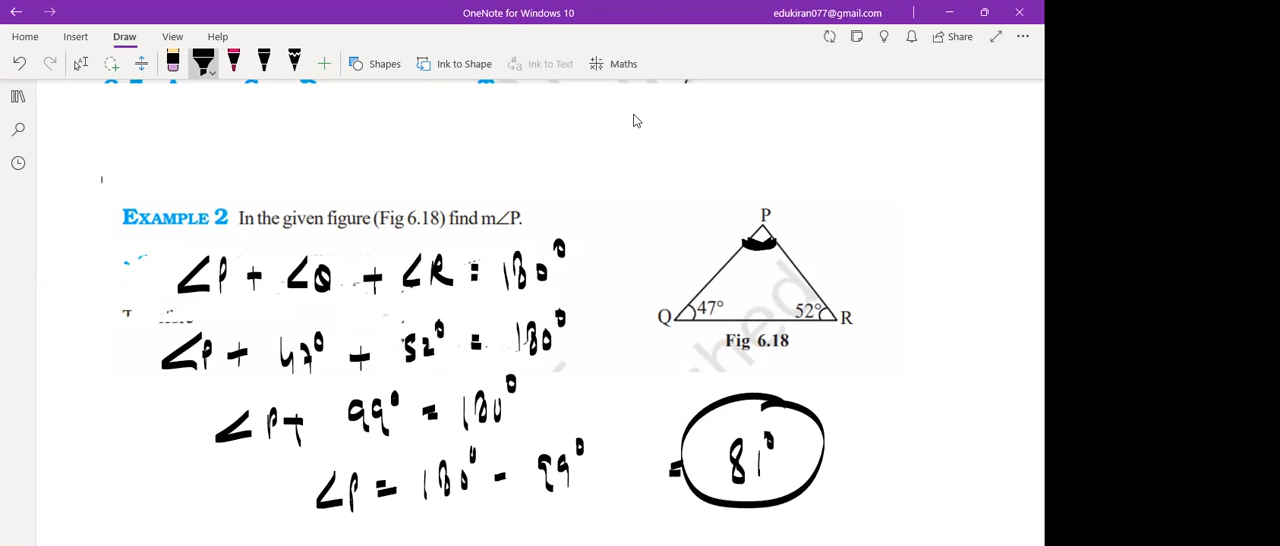 OneNote for Windows 10
edukiran077@gmail.com
Home Insert Draw View Help
Share
Shapes Ink to Shape Ink to Text Maths
EXAMPLE 2 In the given figure (Fig 6.18) find m∠P.
∠P + ∠Q + ∠R = 180°
∠P + 47° + 52° = 180°
∠P + 99° = 180°
∠P = 180° - 99° = 81°
P
Q 47° 52° R
Fig 6.18